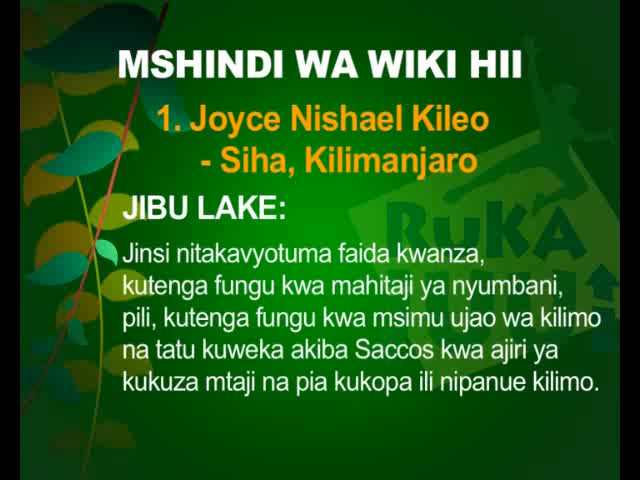 MSHINDI WA WIKI HII
1. Joyce Nishael Kileo
- Siha, Kilimanjaro
JIBU LAKE:
RuKA
JUU
Jinsi nitakavyotuma faida kwanza,
kutenga fungu kwa mahitaji ya nyumbani,
pili, kutenga fungu kwa msimu ujao wa kilimo
na tatu kuweka akiba Saccos kwa ajiri ya
kukuza mtaji na pia kukopa ili nipanue kilimo.